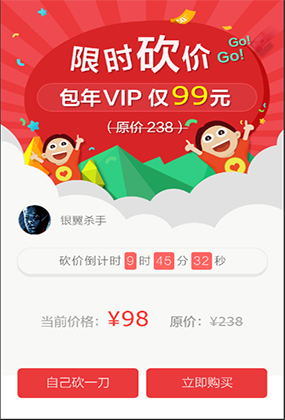 限时砍价
Go!
Go!
包年VIP 仅99元
(原价 238)
银翼杀手
砍价倒计时 9 时 45 分 32 秒
当前价格：¥98 原价：¥238
自己砍一刀
立即购买